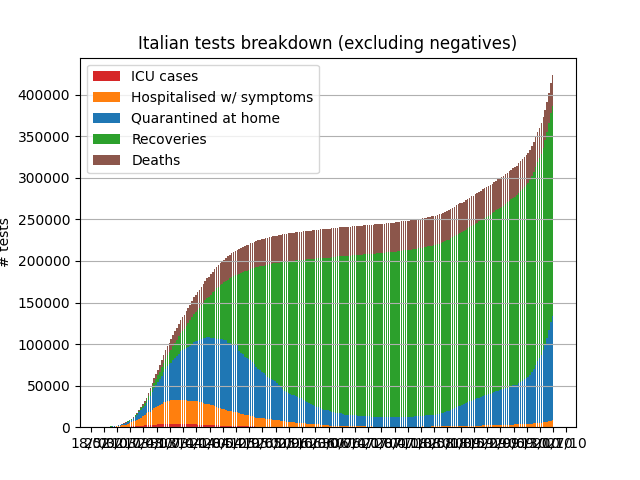 Italian tests breakdown (excluding negatives)
ICU cases
Hospitalised w/ symptoms
Quarantined at home
Recoveries
Deaths
400000
350000
300000
250000
200000
150000
100000
50000
0
# tests